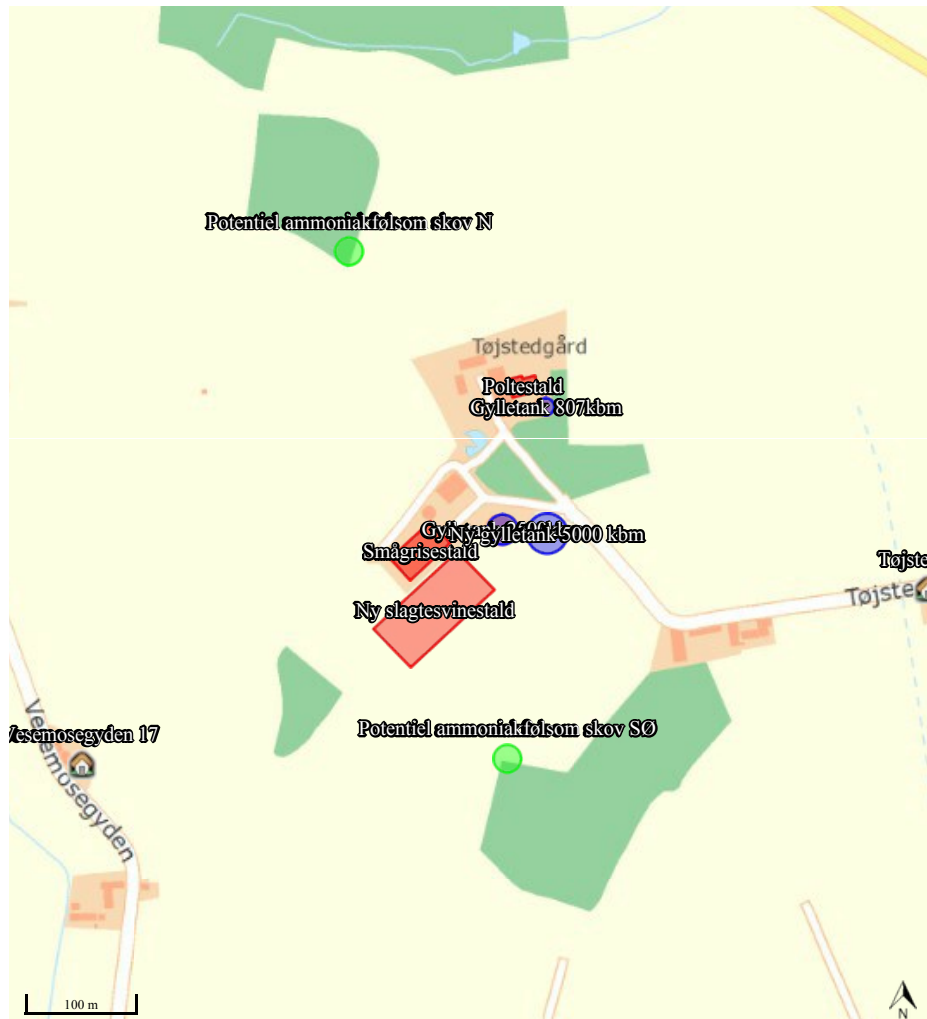 Potentiel ammoniakfølsom skov N
Tøjstedgård
Poltestald
Gylletank 807kbm
Ny gylletank 5000 kbm
Smågrisestald
Tøjste
Tøjste
Ny slagtesvinestald
Potentiel ammoniakfølsom skov SØ
Vesemosegyden 17
Vesemosegyden
100 m
N